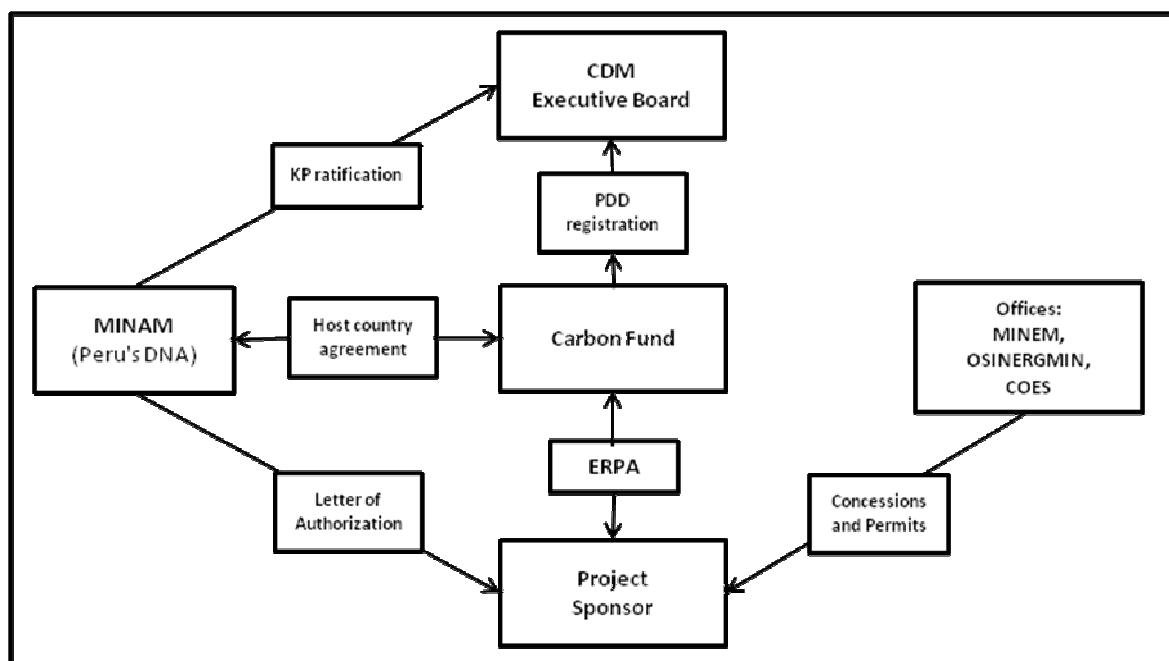 CDM
Executive Board
KP ratification
PDD
registration
MINAM
(Peru's DNA)
Host country
agreement
Carbon Fund
Offices:
MINEM,
OSINERGMIN,
COES
ERPA
Letter of
Authorization
Concessions
and Permits
Project
Sponsor